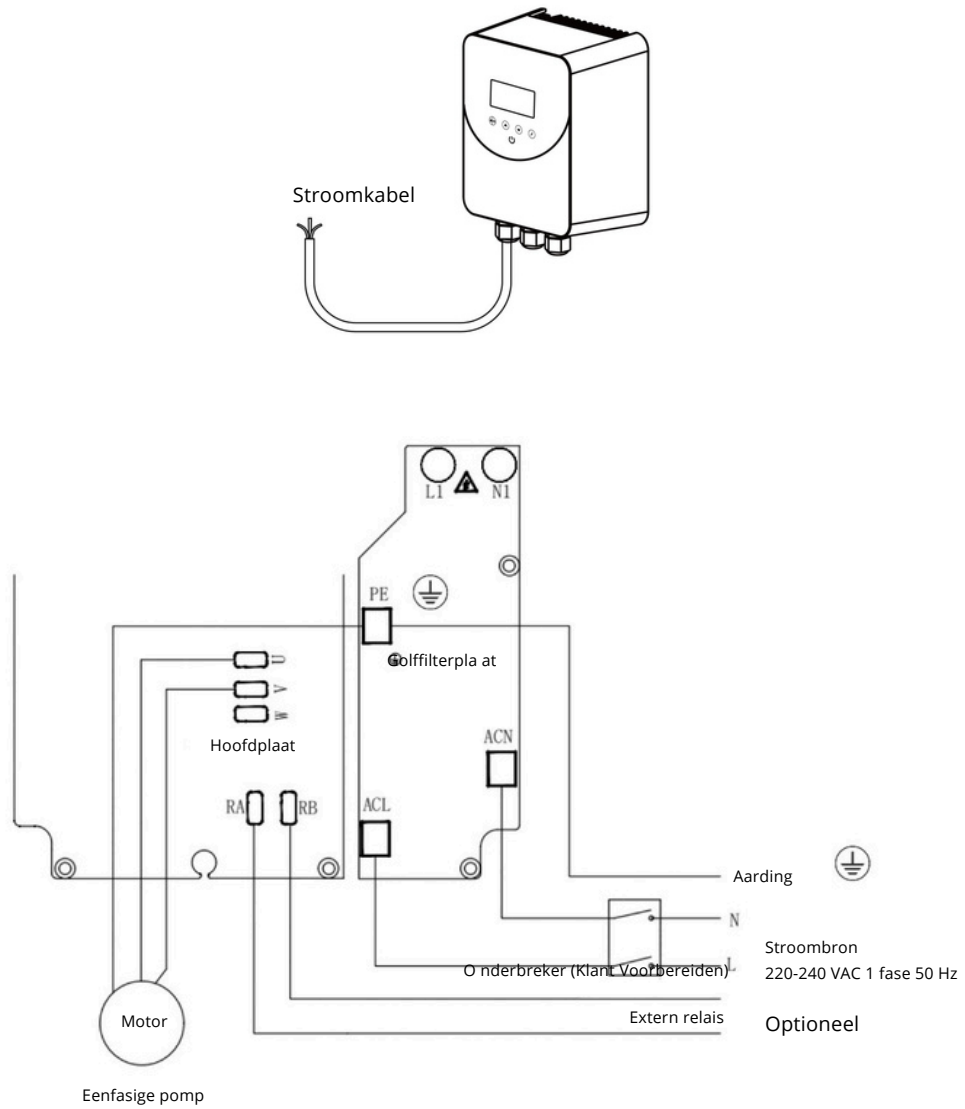 Stroomkabel
L1
N1
PE
Golffilterpla at
U
V
W
Hoofdplaat
ACN
RA
RB
ACL
Aarding
N
Stroombron
L
O nderbreker (Klant Voorbereiden)
220-240 VAC 1 fase 50 Hz
Motor
Extern relais
Optioneel
Eenfasige pomp